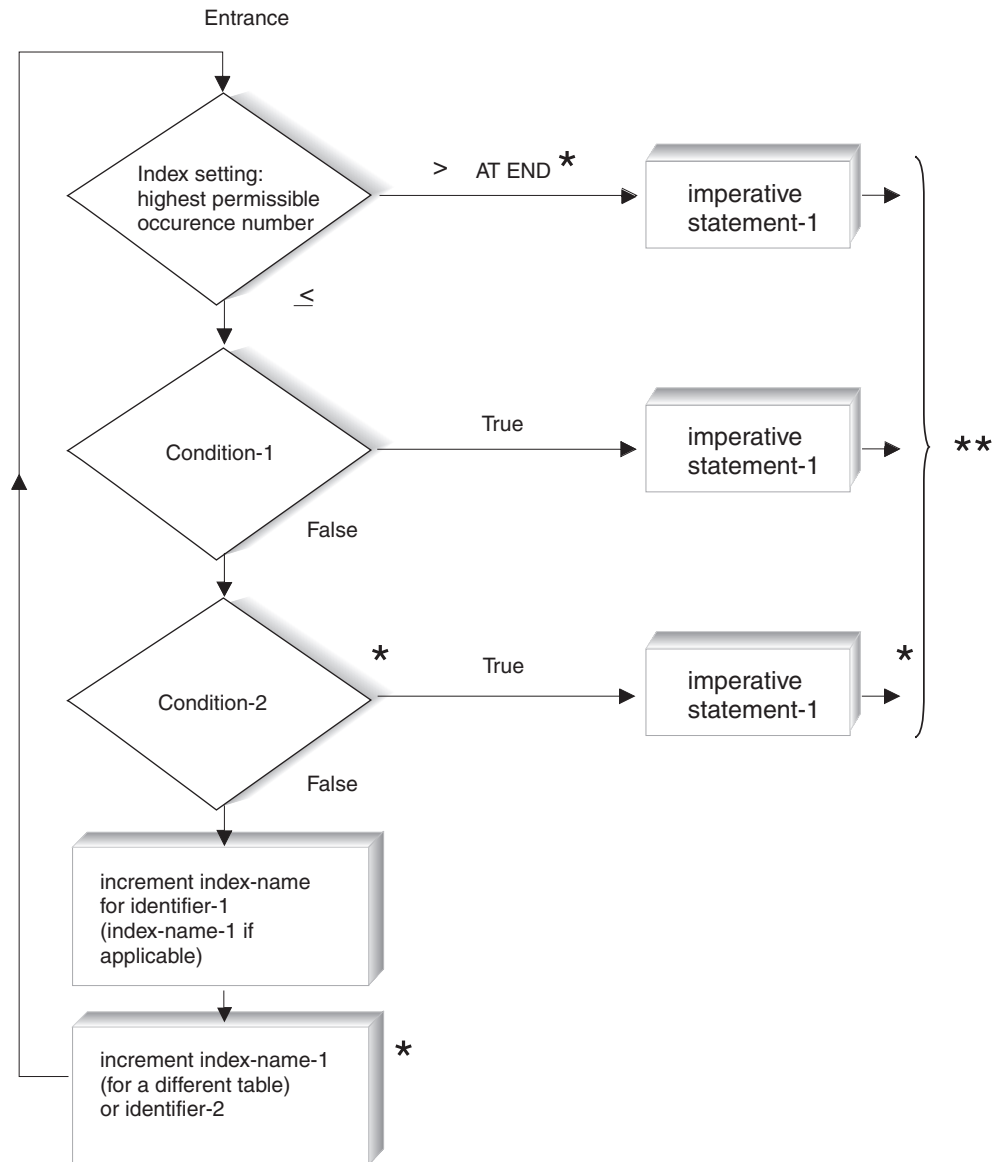 Entrance
Index setting:
highest permissible
occurence number
> AT END *
imperative
statement-1
≤
Condition-1
True
imperative
statement-1
**
False
Condition-2
*
True
imperative
statement-1
*
False
increment index-name
for identifier-1
(index-name-1 if
applicable)
increment index-name-1
(for a different table)
or identifier-2
*